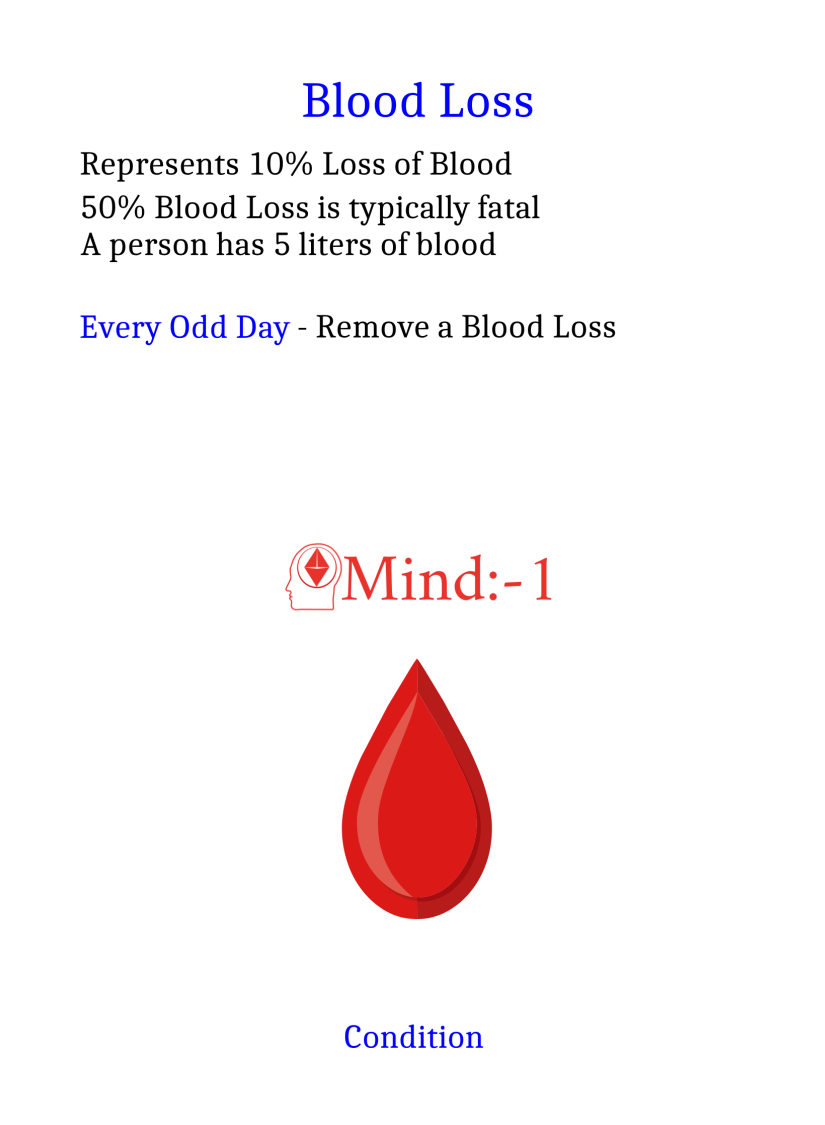 Blood Loss
Represents 10% Loss of Blood
50% Blood Loss is typically fatal
A person has 5 liters of blood
Every Odd Day - Remove a Blood Loss
Mind:-1
Condition